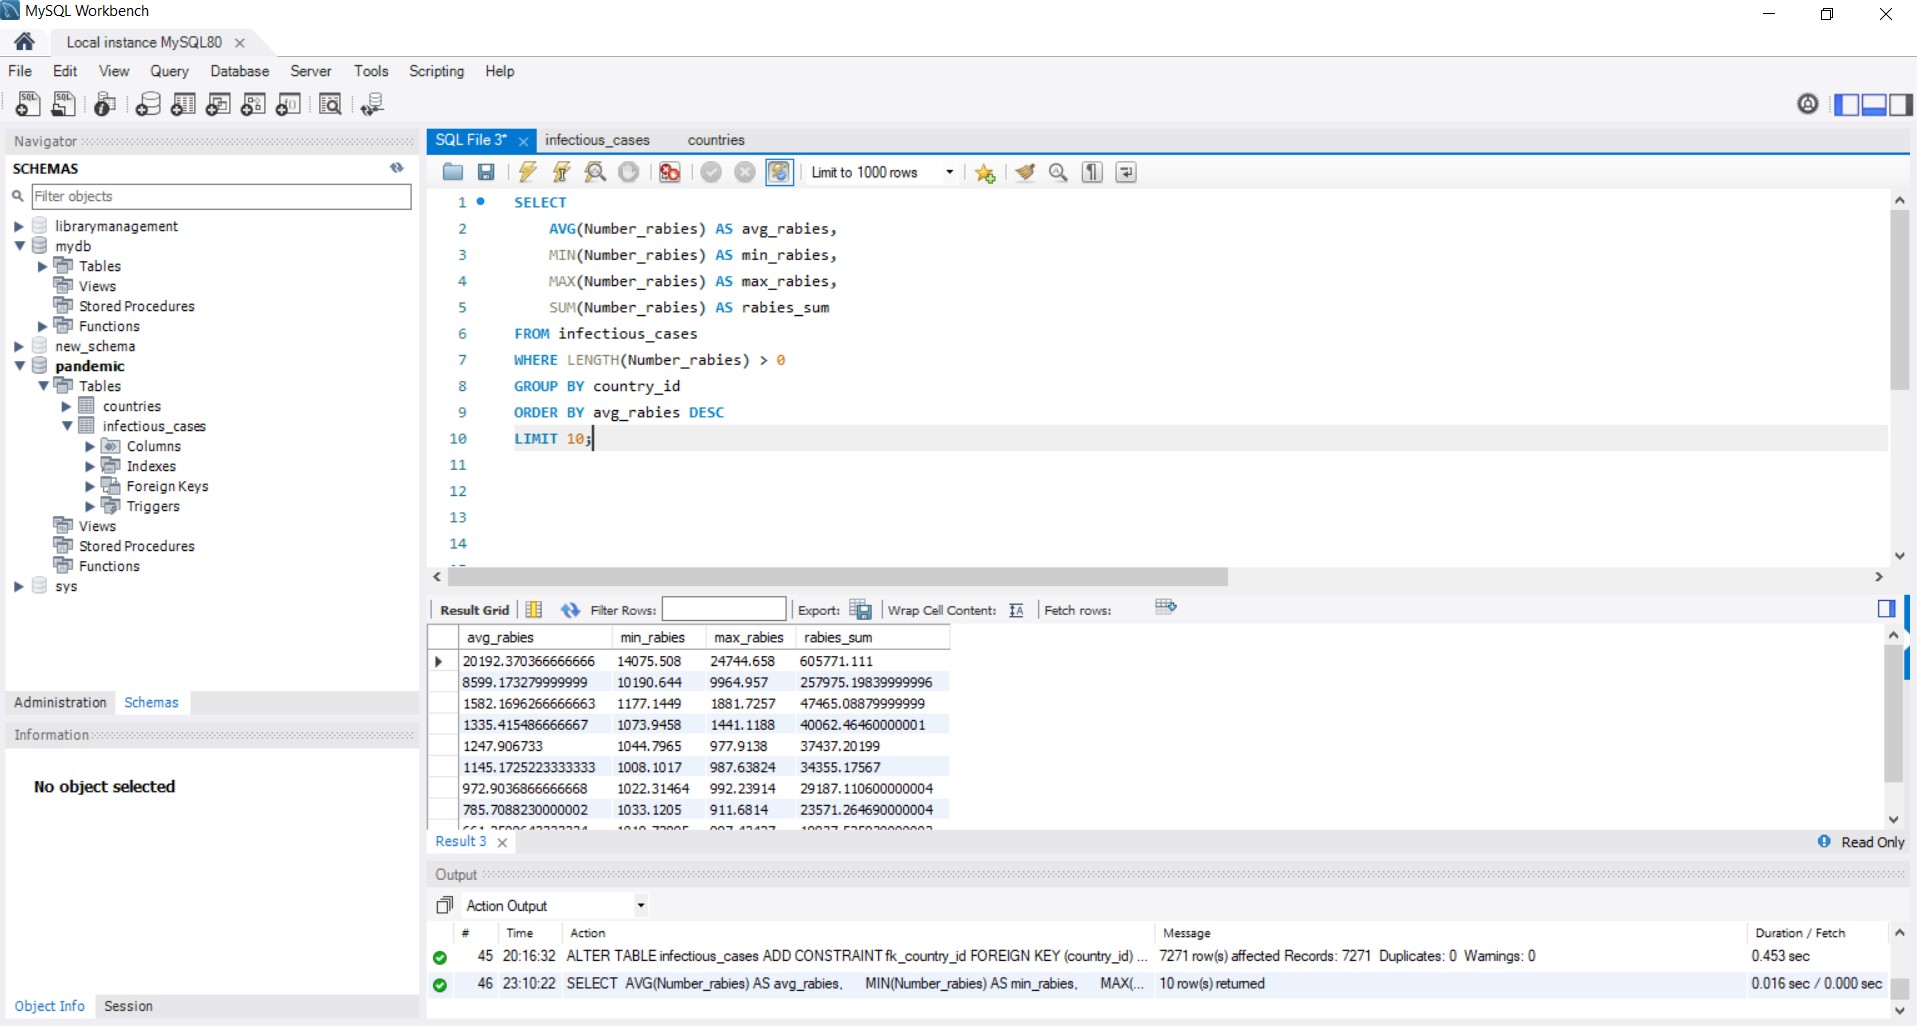 MySQL Workbench
Local instance MySQL80
File Edit View Query Database Server Tools Scripting Help
Navigator
SCHEMAS
Filter objects
librarymanagement
mydb
Tables
Views
Stored Procedures
Functions
new_schema
pandemic
Tables
countries
infectious_cases
Columns
Indexes
Foreign Keys
Triggers
Views
Stored Procedures
Functions
sys
Administration Schemas
Information
No object selected
Object Info Session
SQL File 3* infectious_cases countries
Limit to 1000 rows
1 SELECT
2 AVG(Number_rabies) AS avg_rabies,
3 MIN(Number_rabies) AS min_rabies,
4 MAX(Number_rabies) AS max_rabies,
5 SUM(Number_rabies) AS rabies_sum
6 FROM infectious_cases
7 WHERE LENGTH(Number_rabies) > 0
8 GROUP BY country_id
9 ORDER BY avg_rabies DESC
10 LIMIT 10;
11
12
13
14
Result Grid Filter Rows: Export: Wrap Cell Content: Fetch rows:
avg_rabies min_rabies max_rabies rabies_sum
20192.370366666666 14075.508 24744.658 605771.111
8599.173279999999 10190.644 9964.957 257975.19839999996
1582.1696266666663 1177.1449 1881.7257 47465.08879999999
1335.415486666667 1073.9458 1441.1188 40062.46460000001
1247.906733 1044.7965 977.9138 37437.20199
1145.1725223333333 1008.1017 987.63824 34355.17567
972.9036866666668 1022.31464 992.23914 29187.110600000004
785.7088230000002 1033.1205 911.6814 23571.264690000004
Result 3
Read Only
Output
Action Output
# Time Action Message Duration / Fetch
45 20:16:32 ALTER TABLE infectious_cases ADD CONSTRAINT fk_country_id FOREIGN KEY (country_id) ... 7271 row(s) affected Records: 7271 Duplicates: 0 Warnings: 0 0.453 sec
46 23:10:22 SELECT AVG(Number_rabies) AS avg_rabies, MIN(Number_rabies) AS min_rabies, MAX(... 10 row(s) returned 0.016 sec / 0.000 sec